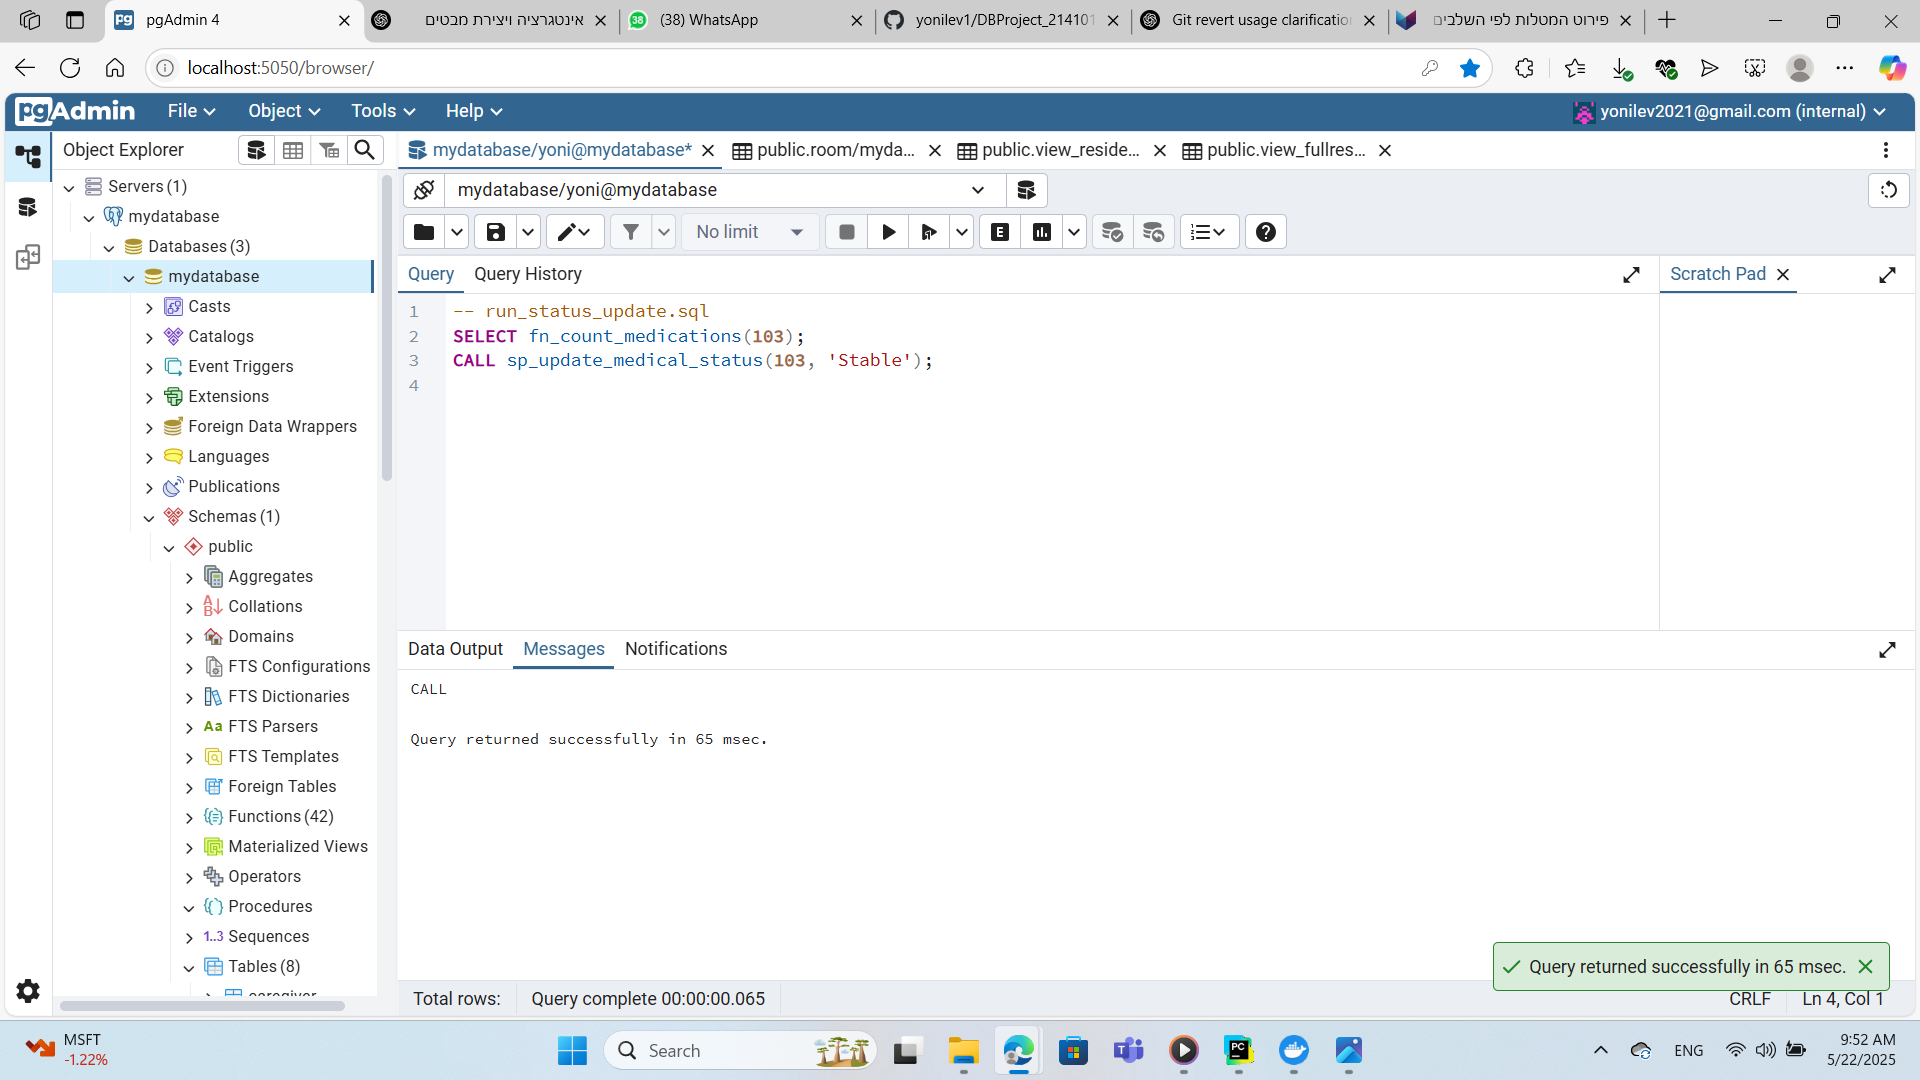 pgAdmin 4
אינטגרציה ויצירת מבטים
(38) WhatsApp
yonilev1/DBProject_214101
Git revert usage clarification
פירוט המטלות לפי השלבים
localhost:5050/browser/
pgAdmin File Object Tools Help yonilev2021@gmail.com (internal)
Object Explorer
mydatabase/yoni@mydatabase*
public.room/myda...
public.view_reside...
public.view_fullres...
mydatabase/yoni@mydatabase
No limit
E
Servers (1)
mydatabase
Databases (3)
mydatabase
Casts
Catalogs
Event Triggers
Extensions
Foreign Data Wrappers
Languages
Publications
Schemas (1)
public
Aggregates
Collations
Domains
FTS Configurations
FTS Dictionaries
Aa FTS Parsers
FTS Templates
Foreign Tables
Functions (42)
Materialized Views
Operators
Procedures
1..3 Sequences
Tables (8)
caregiver
Query Query History
Scratch Pad
1 -- run_status_update.sql
2 SELECT fn_count_medications(103);
3 CALL sp_update_medical_status(103, 'Stable');
4
Data Output Messages Notifications
CALL
Query returned successfully in 65 msec.
Query returned successfully in 65 msec.
Total rows: Query complete 00:00:00.065
CRLF Ln 4, Col 1
MSFT
-1.22%
Search
ENG
9:52 AM
5/22/2025